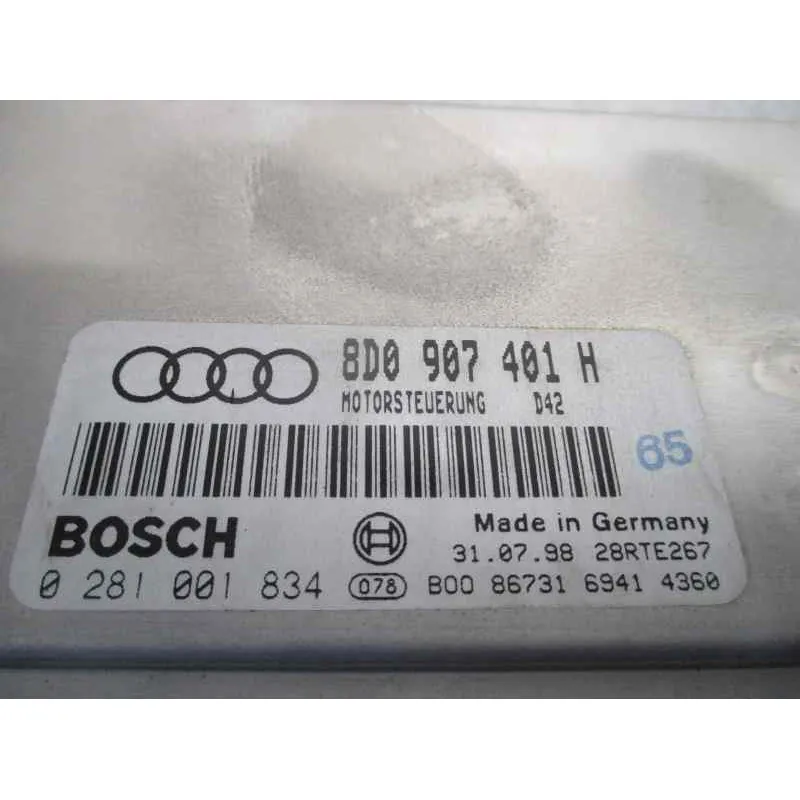 8D0 907 401 H
MOTORSTEUERUNG D42
65
BOSCH
Made in Germany
31.07.98 28RTE267
0 281 001 834 078 B00 86731 6941 4360